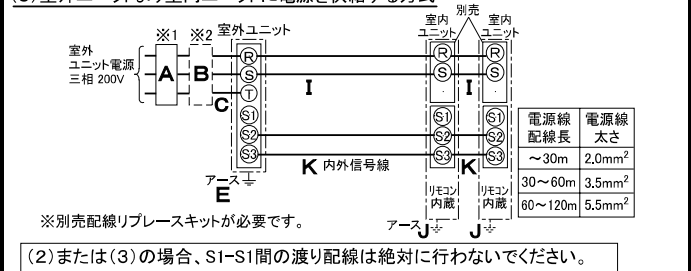 (3)室外ユニットより室内ユニットに電源を供給する方式
別売
※1 ※2 室外ユニット 室内ユニット 室内ユニット
室外
ユニット電源
三相 200V
A B C
R R R
S I S I S
T
S1 S1 S1
S2 S2 S2
S3 K 内外信号線 S3 K S3
アース
E
リモコン内蔵 リモコン内蔵
アース J J
電源線配線長 電源線太さ
～30m 2.0mm²
30～60m 3.5mm²
60～120m 5.5mm²
※別売配線リプレースキットが必要です。
(2)または(3)の場合、S1-S1間の渡り配線は絶対に行わないでください。